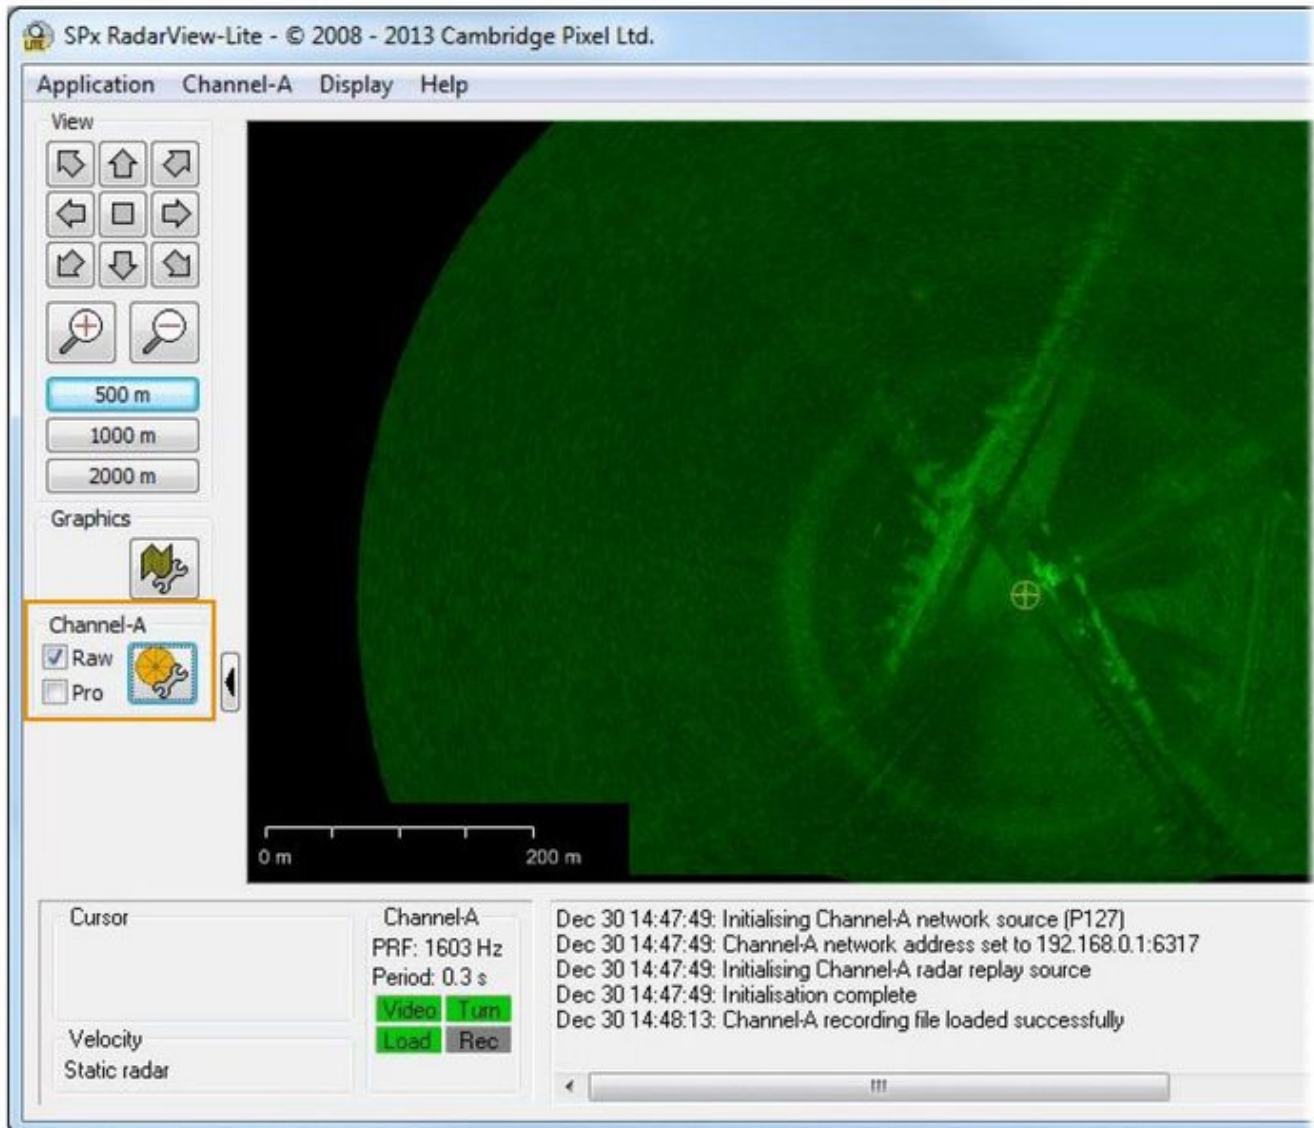 SPx RadarView-Lite - © 2008 - 2013 Cambridge Pixel Ltd.
Application Channel-A Display Help
View
500 m
1000 m
2000 m
Graphics
Channel-A
Raw
Pro
0 m 200 m
Cursor
Velocity
Static radar
Channel-A
PRF: 1603 Hz
Period: 0.3 s
Video Turn
Load Rec
Dec 30 14:47:49: Initialising Channel-A network source (P127)
Dec 30 14:47:49: Channel-A network address set to 192.168.0.1:6317
Dec 30 14:47:49: Initialising Channel-A radar replay source
Dec 30 14:47:49: Initialisation complete
Dec 30 14:48:13: Channel-A recording file loaded successfully